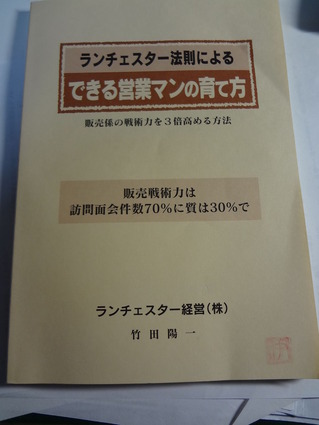 ランチェスター法則による
できる営業マンの育て方
販売係の戦術力を3倍高める方法
販売戦術力は
訪問面会件数70%に質は30%で
ランチェスター経営(株)
竹田陽一